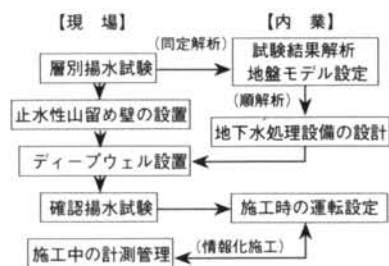 【現　場】　【内　業】
(同定解析)
層別揚水試験
試験結果解析
地盤モデル設定
止水性山留め壁の設置
(順解析)
地下水処理設備の設計
ディープウェル設置
確認揚水試験
施工時の運転設定
施工中の計測管理
(情報化施工)